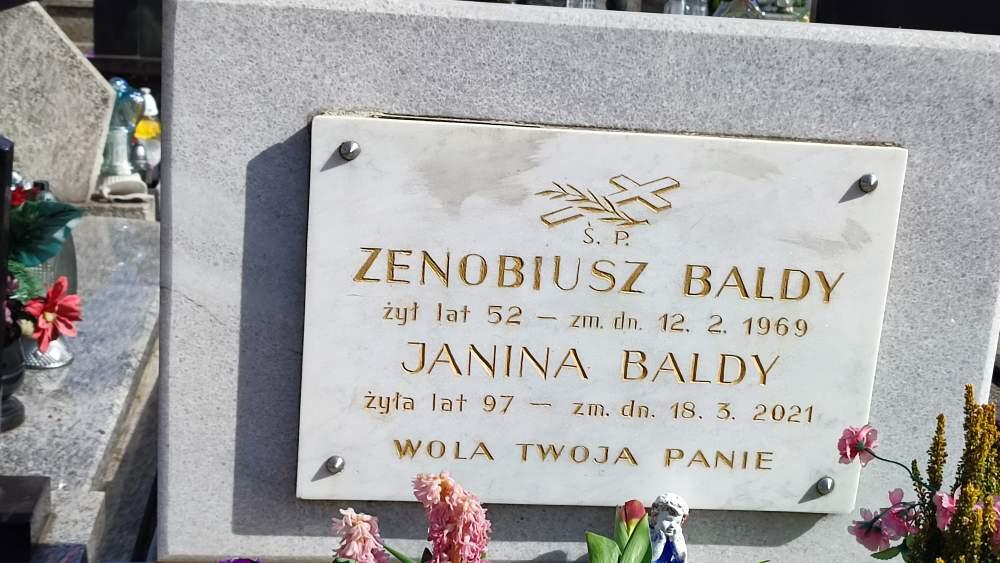 Ś. P.
ZENOBIUSZ BALDY
żył lat 52 — zm. dn. 12. 2. 1969
JANINA BALDY
żyła lat 97 — zm. dn. 18. 3. 2021
WOLA TWOJA PANIE